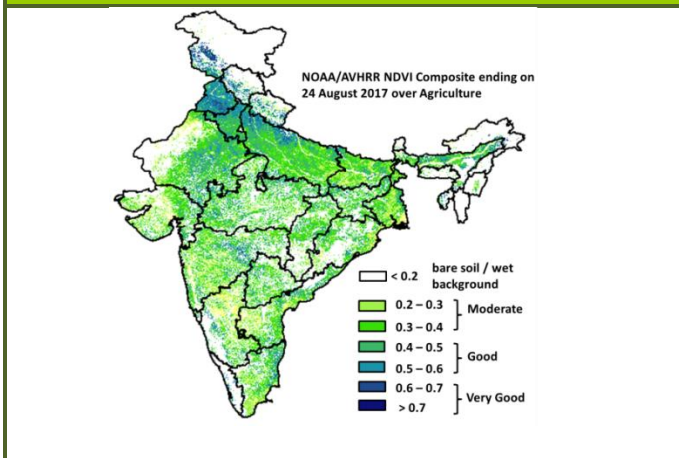 NOAA/AVHRR NDVI Composite ending on
24 August 2017 over Agriculture
< 0.2 bare soil / wet
background
0.2 – 0.3
Moderate
0.3 – 0.4
0.4 – 0.5
Good
0.5 – 0.6
0.6 – 0.7
Very Good
> 0.7